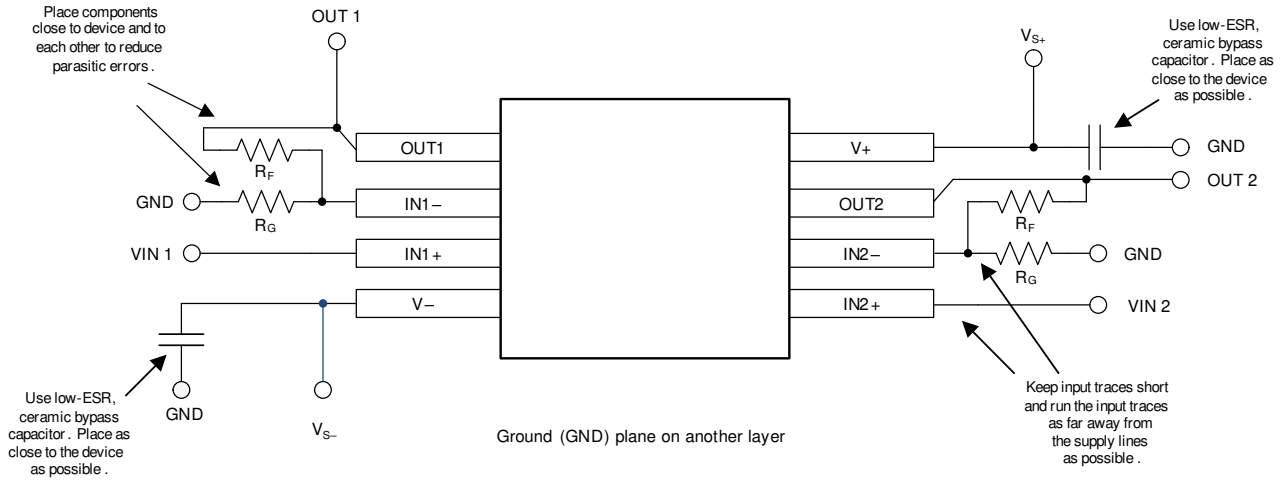 Place components
close to device and to
each other to reduce
parasitic errors .
OUT 1
VS+
Use low-ESR,
ceramic bypass
capacitor . Place as
close to the device
as possible .
OUT1
V+
GND
RF
OUT 2
GND
IN1−
OUT2
RG
RF
VIN 1
IN1+
IN2−
GND
RG
V−
IN2+
VIN 2
Use low-ESR,
ceramic bypass
capacitor . Place as
close to the device
as possible .
GND
VS−
Ground (GND) plane on another layer
Keep input traces short
and run the input traces
as far away from
the supply lines
as possible .